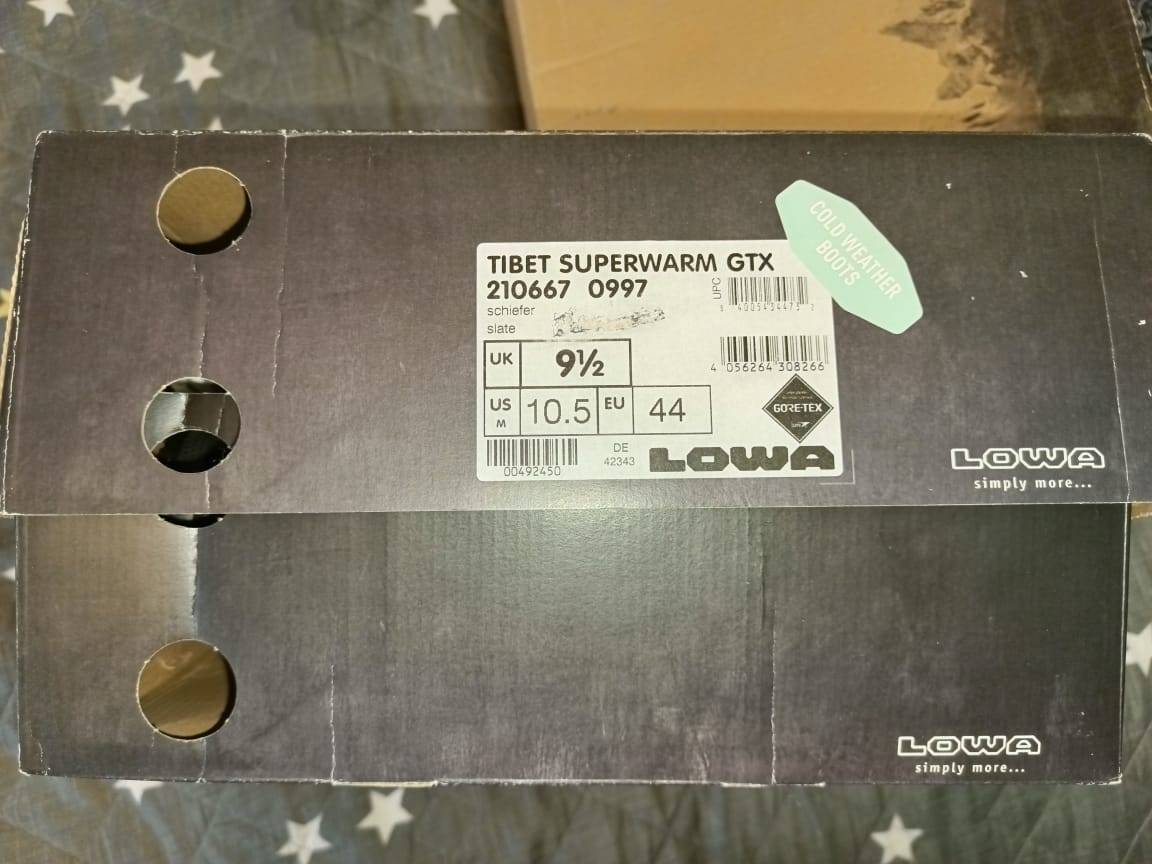 COLD WEATHER
BOOTS
TIBET SUPERWARM GTX
210667 0997
UPC
schiefer
slate
UK 9½
4 056264 308266
US M 10.5 EU 44
GORE-TEX
00492450
DE
42343
LOWA
LOWA
simply more...
LOWA
simply more...